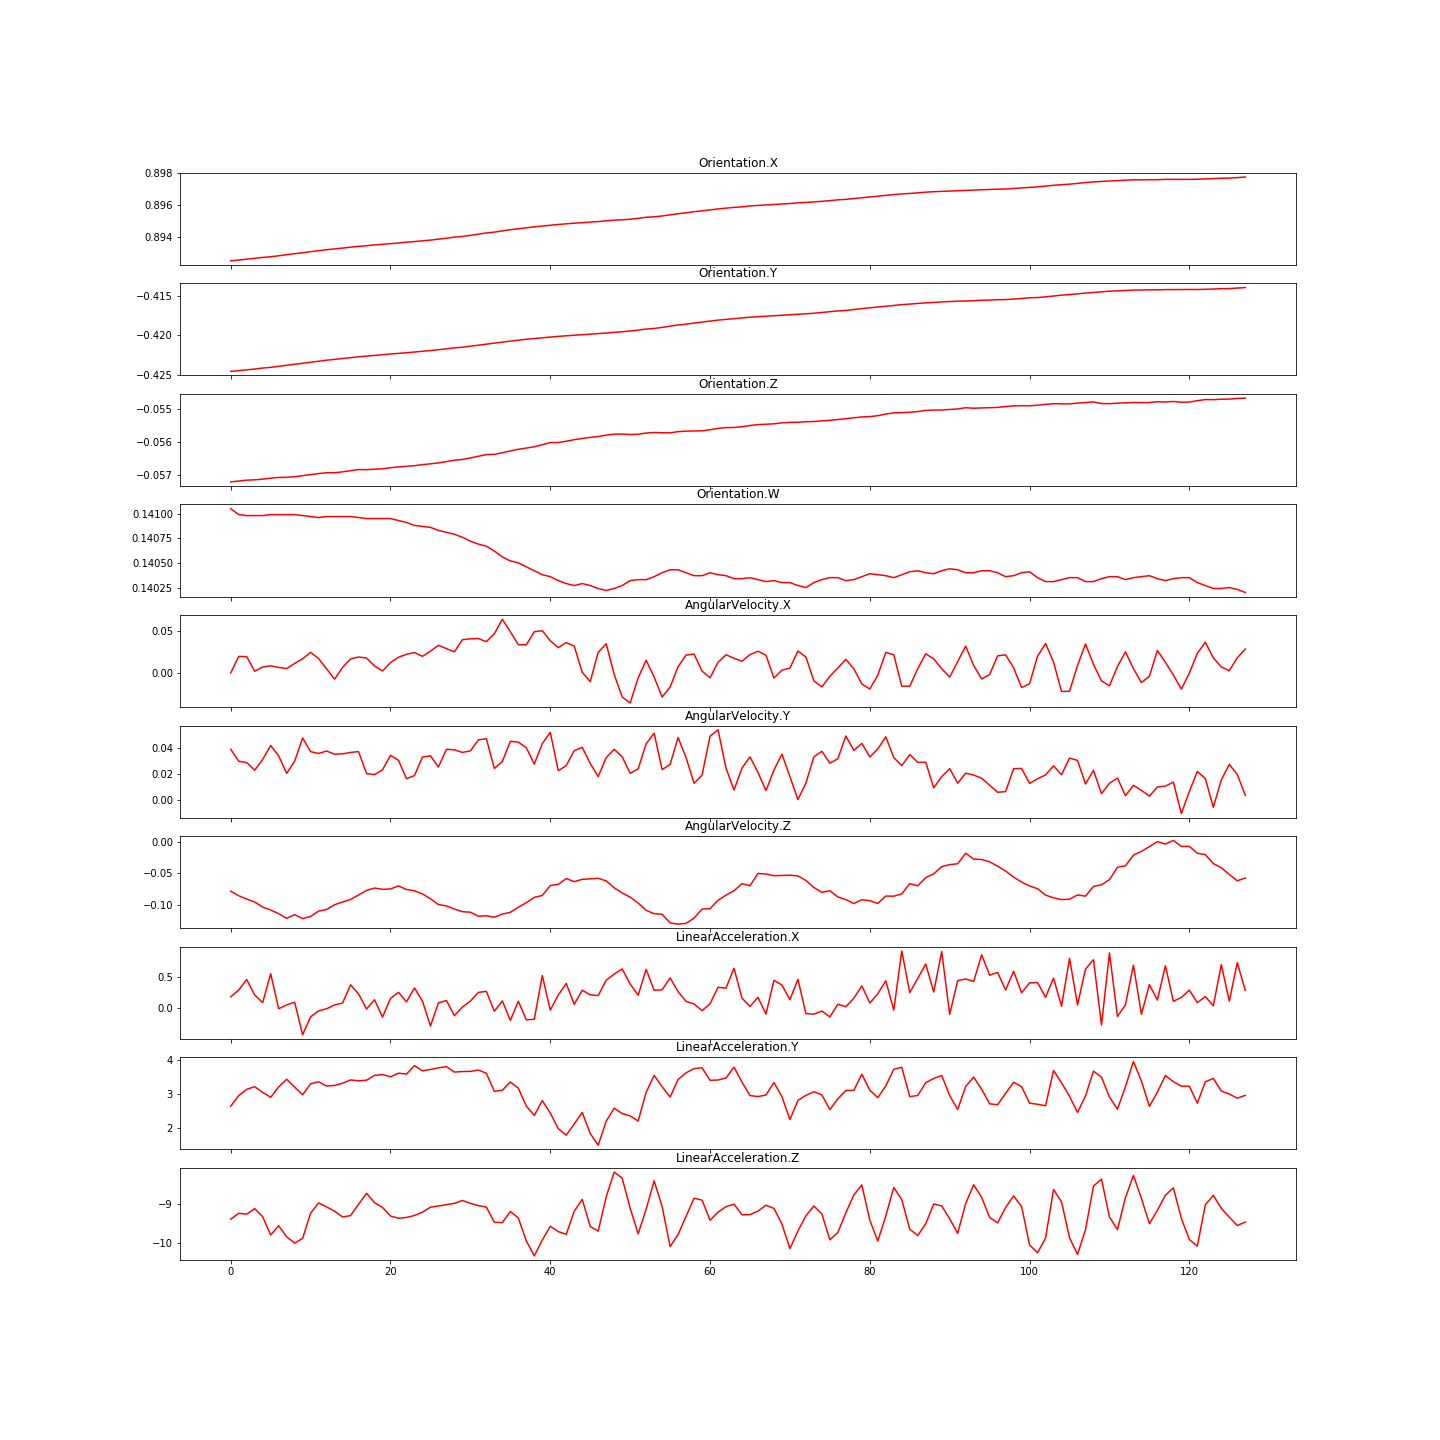 Orientation.X
0.898
0.896
0.894
Orientation.Y
−0.415
−0.420
−0.425
Orientation.Z
−0.055
−0.056
−0.057
Orientation.W
0.14100
0.14075
0.14050
0.14025
AngularVelocity.X
0.05
0.00
AngularVelocity.Y
0.04
0.02
0.00
AngularVelocity.Z
0.00
−0.05
−0.10
LinearAcceleration.X
0.5
0.0
LinearAcceleration.Y
4
3
2
LinearAcceleration.Z
−9
−10
0 20 40 60 80 100 120